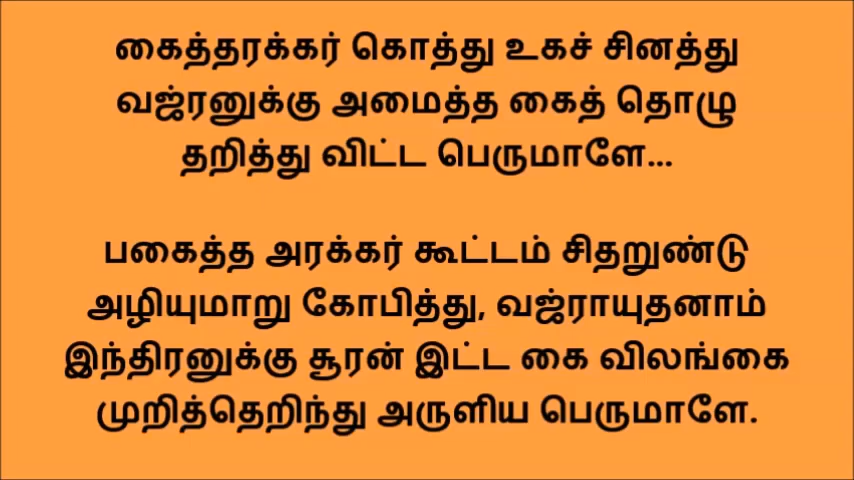 கைத்தரக்கர் கொத்து உகச் சினத்து
வஜ்ரனுக்கு அமைத்த கைத் தொழு
தறித்து விட்ட பெருமாளே...
பகைத்த அரக்கர் கூட்டம் சிதறுண்டு
அழியுமாறு கோபித்து, வஜ்ராயுதனாம்
இந்திரனுக்கு சூரன் இட்ட கை விலங்கை
முறித்தெறிந்து அருளிய பெருமாளே.